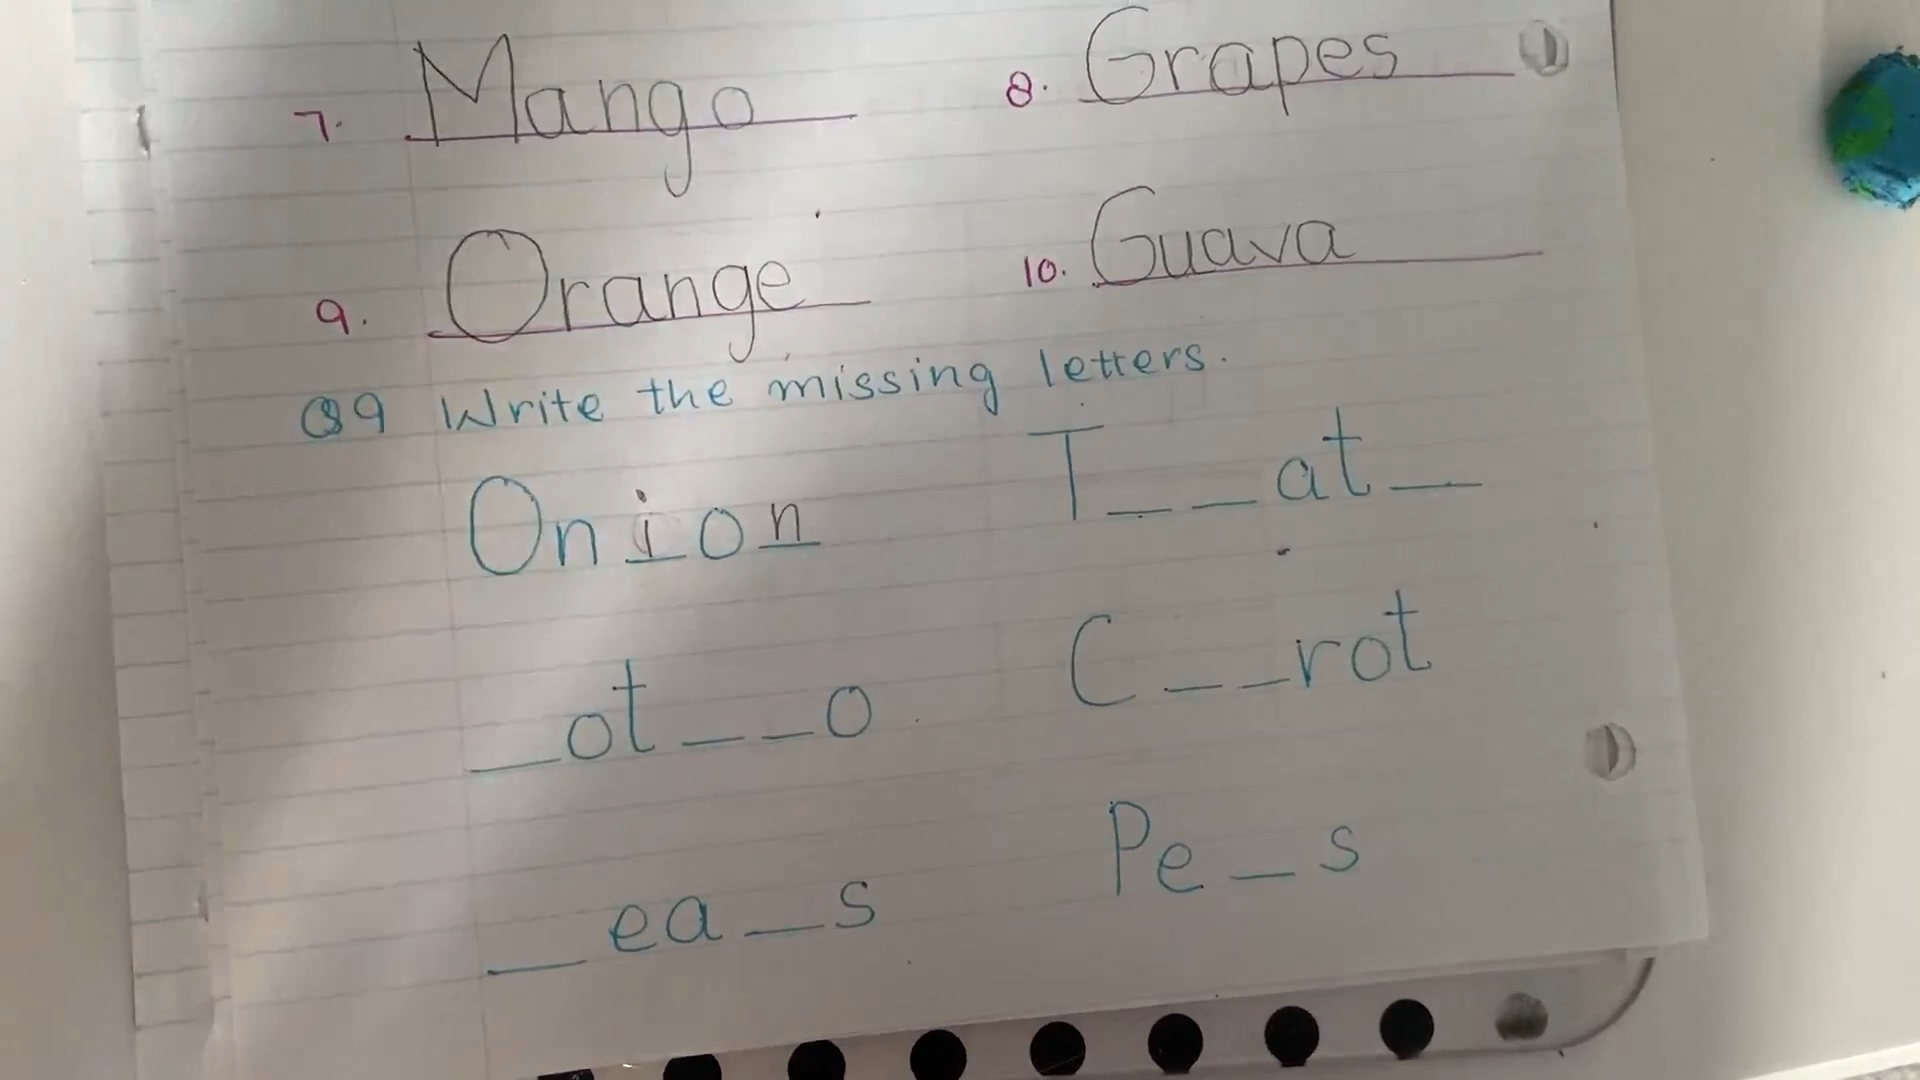 7. Mango 8. Grapes
9. Orange 10. Guava
Q9 Write the missing letters.
Onion T__at_
_ot__o C__rot
_ea_s Pe_s